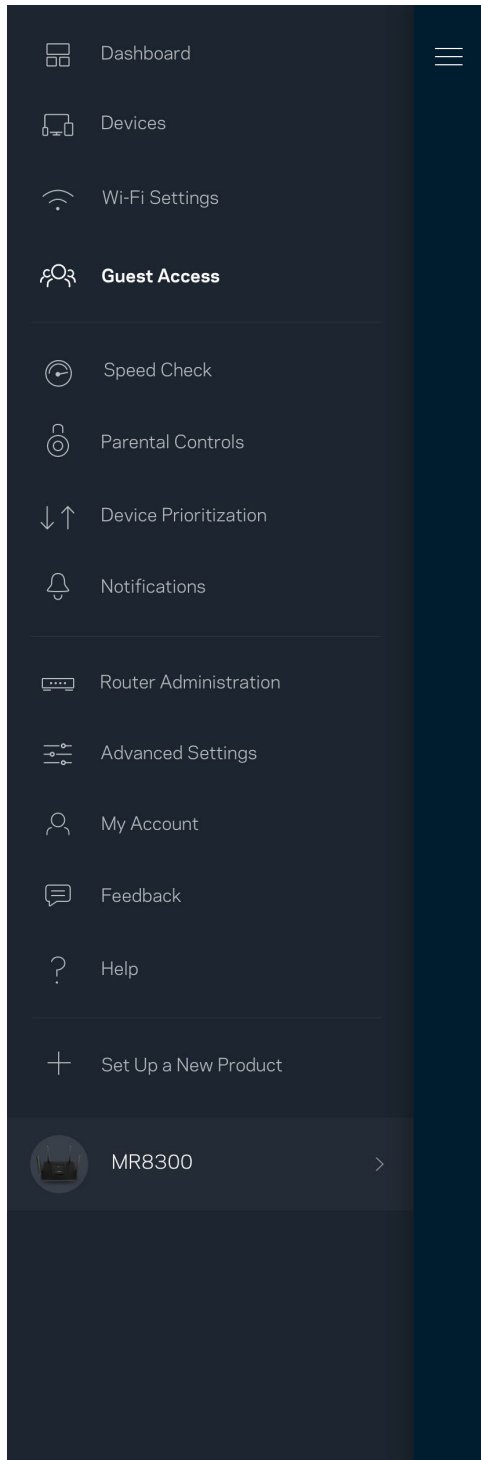 Dashboard
Devices
Wi-Fi Settings
Guest Access
Speed Check
Parental Controls
Device Prioritization
Notifications
Router Administration
Advanced Settings
My Account
Feedback
Help
Set Up a New Product
MR8300